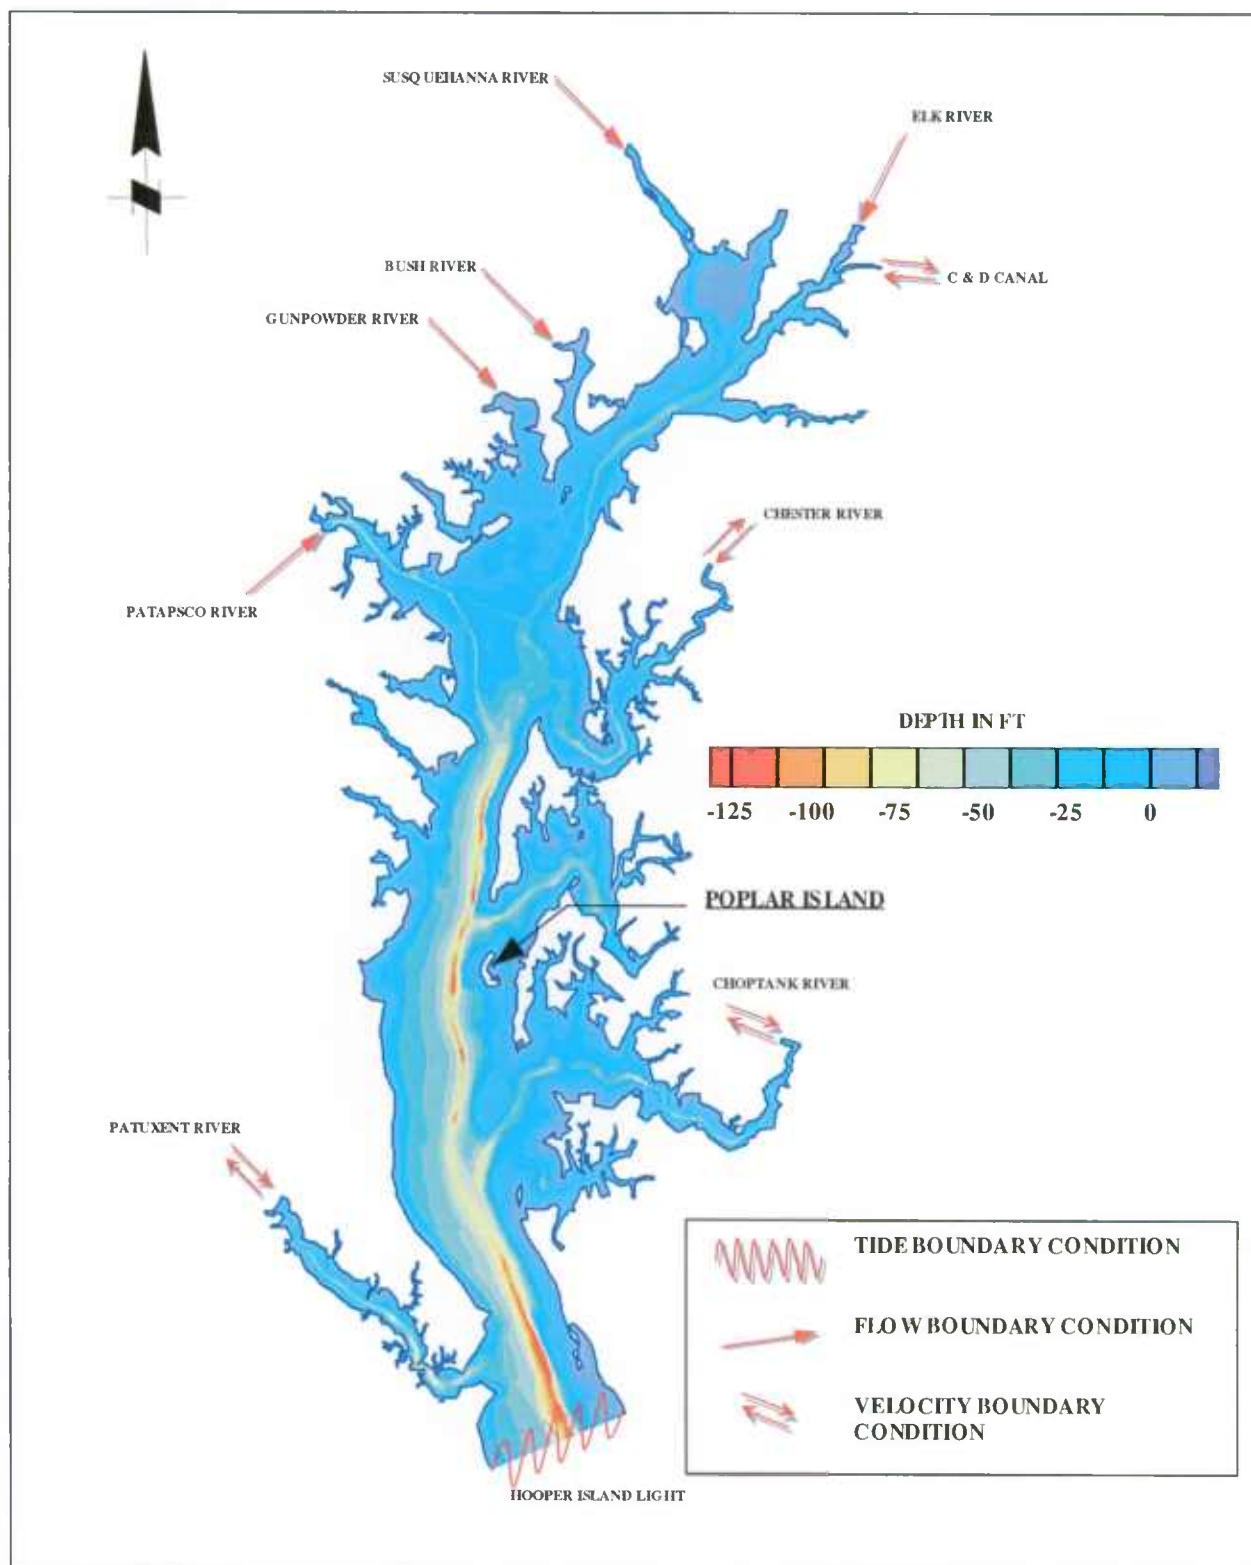 SUSQUEHANNA RIVER
ELK RIVER
BUSH RIVER
C & D CANAL
GUNPOWDER RIVER
CHESTER RIVER
PATAPSCO RIVER
DEPTH IN FT
-125 -100 -75 -50 -25 0
POPLAR ISLAND
CHOPTANK RIVER
PATUXENT RIVER
TIDE BOUNDARY CONDITION
FLOW BOUNDARY CONDITION
VELOCITY BOUNDARY
CONDITION
HOOPER ISLAND LIGHT